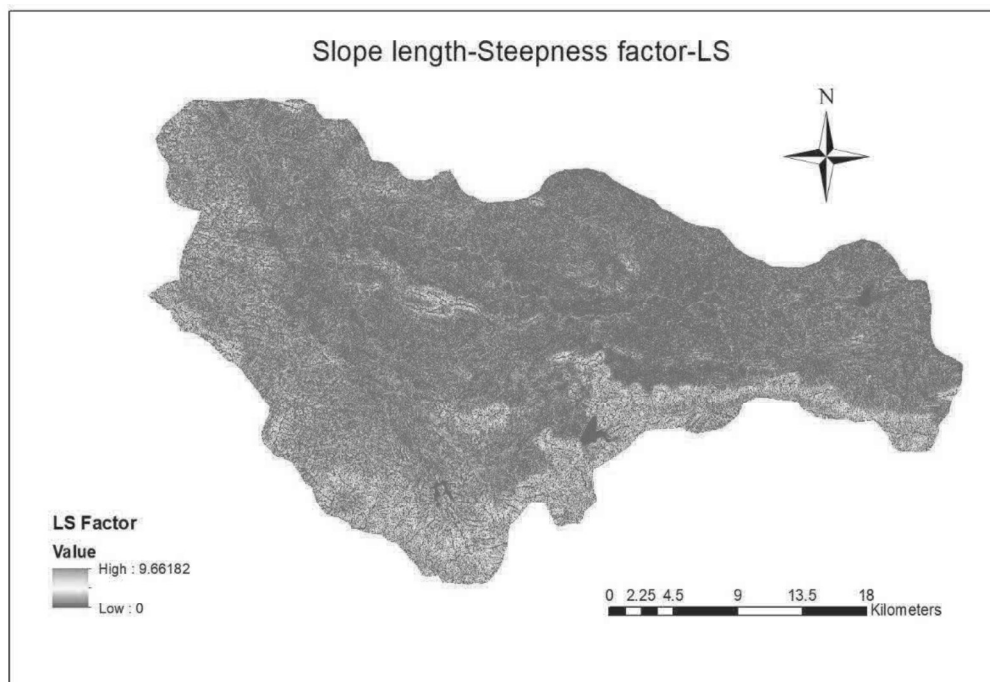 Slope length-Steepness factor-LS
N
LS Factor
Value
High : 9.66182
Low : 0
0 2.25 4.5 9 13.5 18
Kilometers